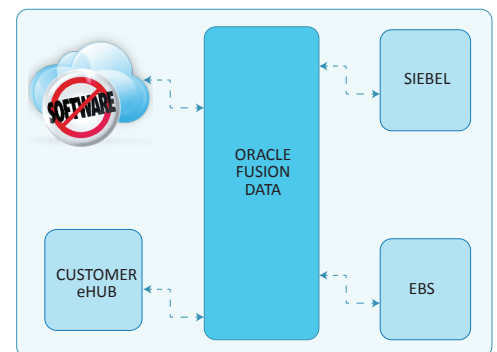 SOFTWARE
SIEBEL
ORACLE
FUSION
DATA
CUSTOMER
eHUB
EBS